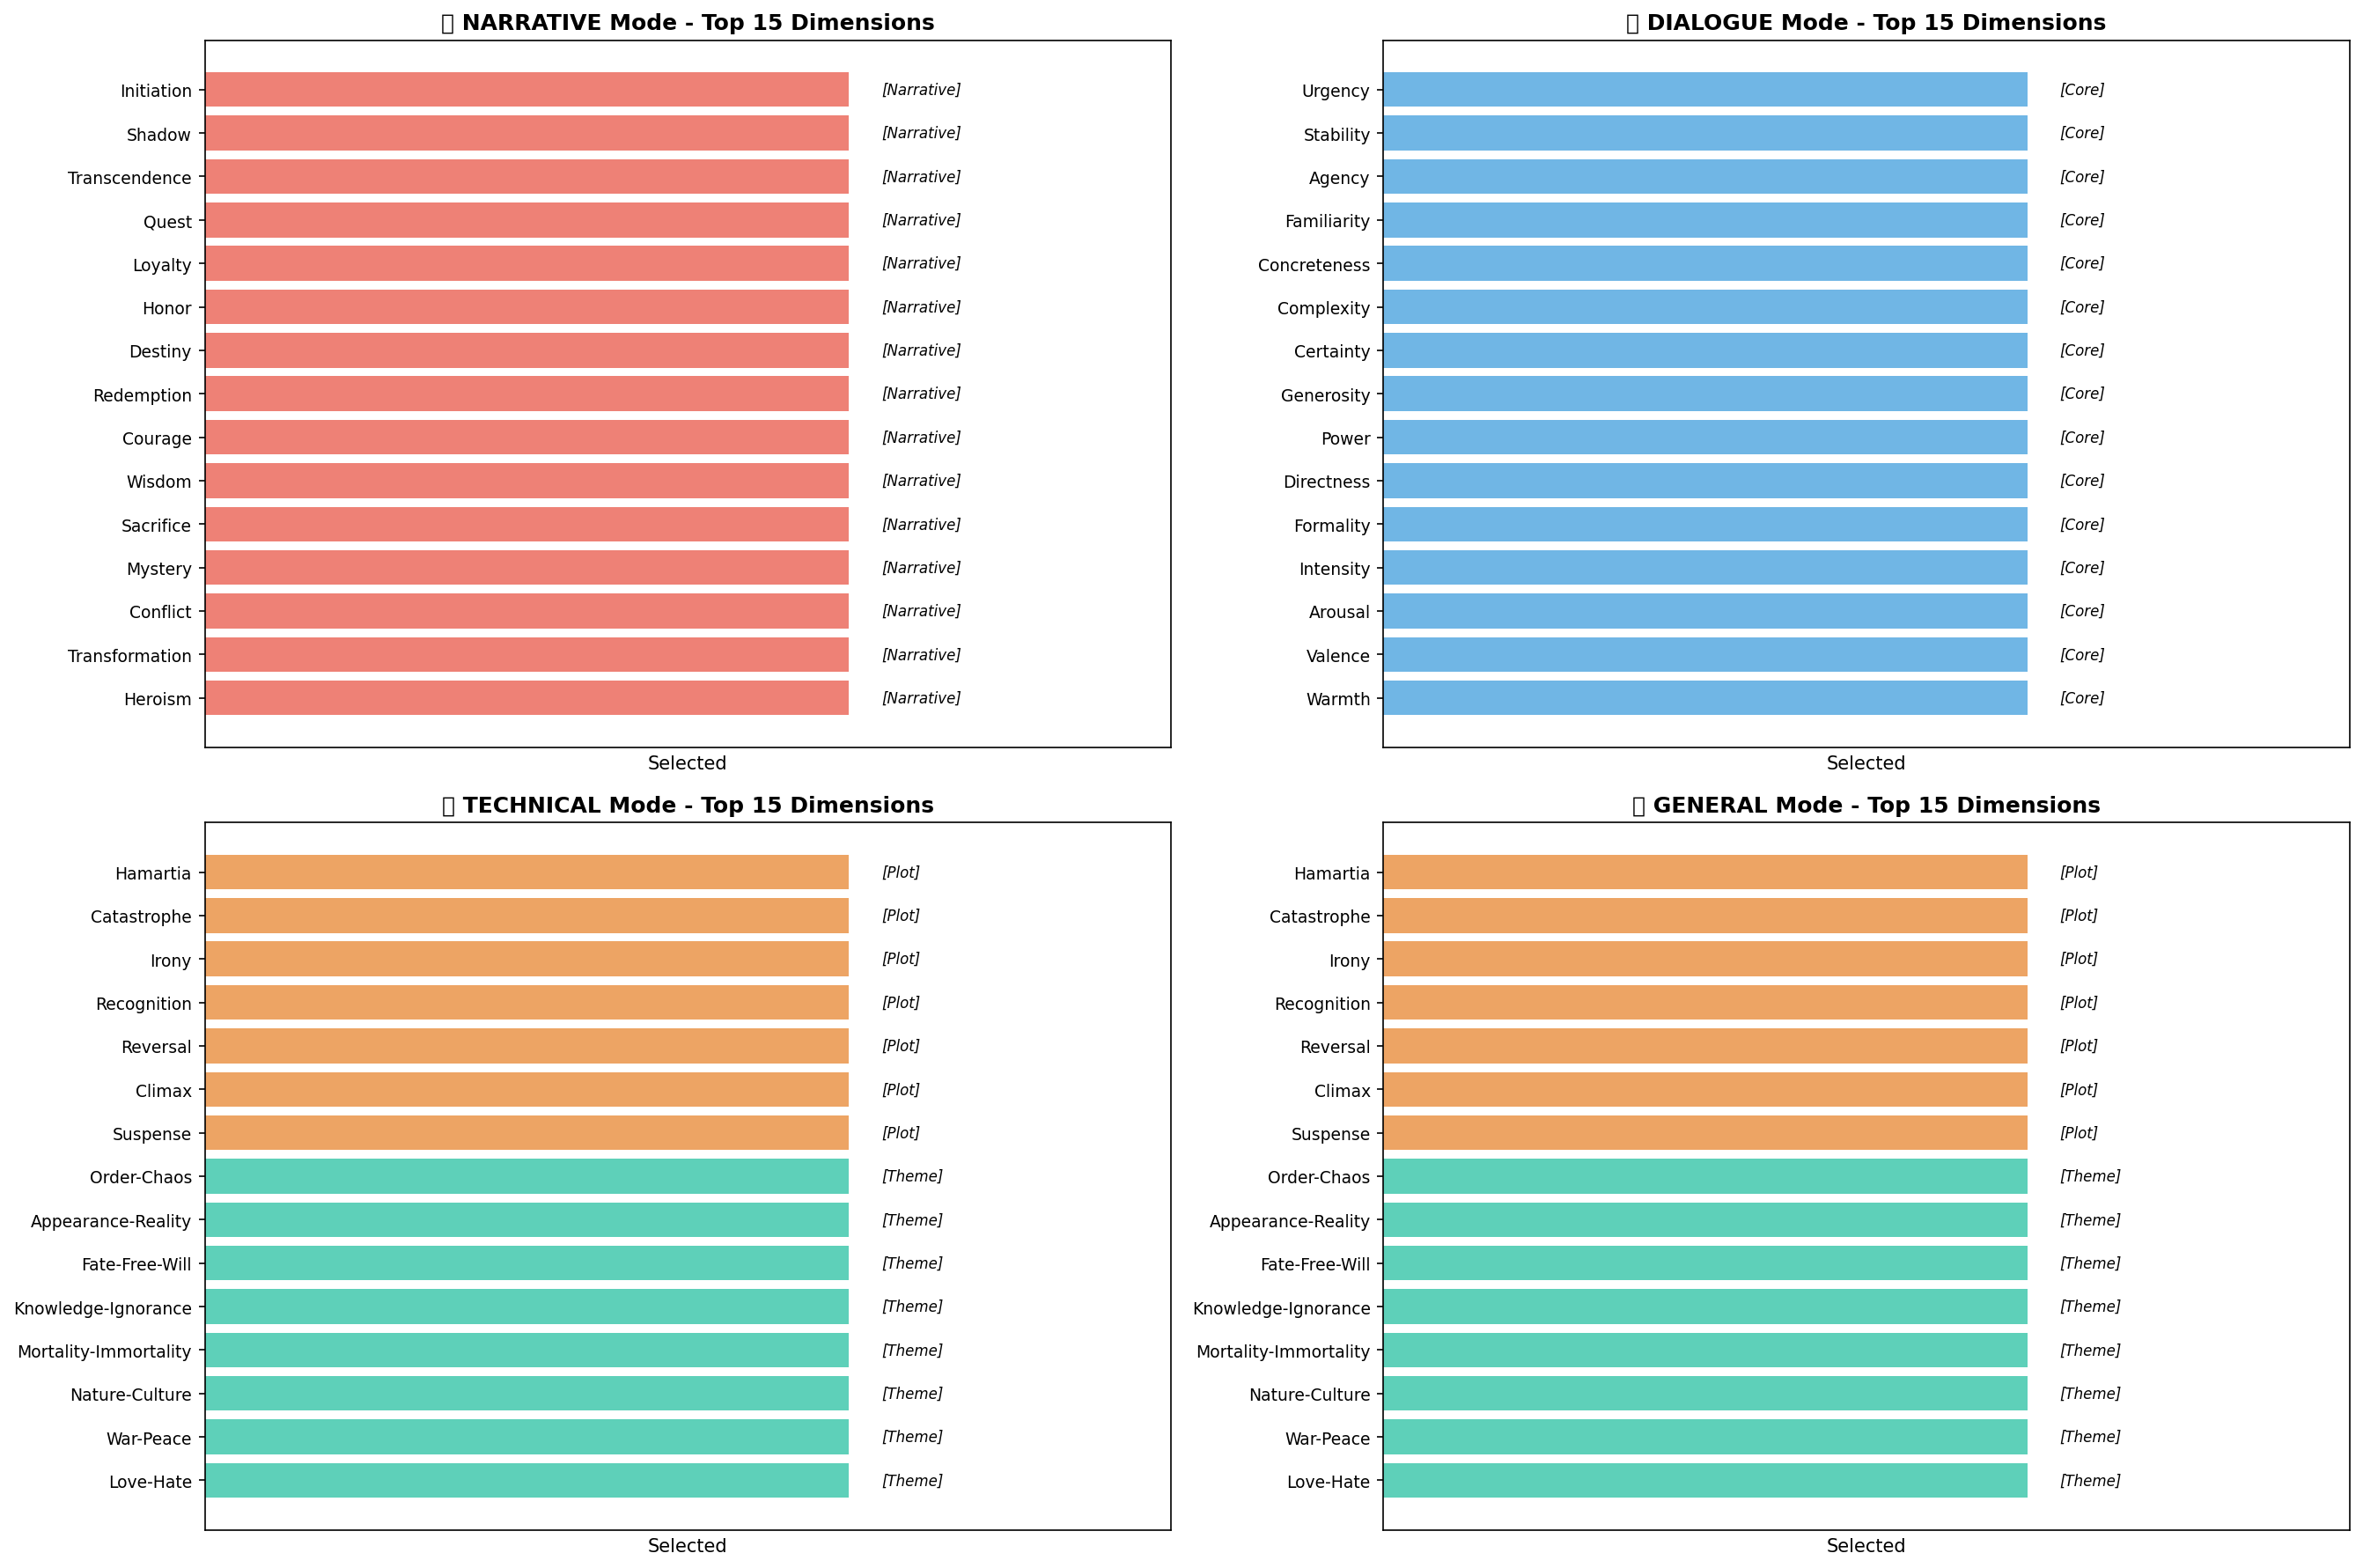 NARRATIVE Mode - Top 15 Dimensions
Initiation [Narrative]
Shadow [Narrative]
Transcendence [Narrative]
Quest [Narrative]
Loyalty [Narrative]
Honor [Narrative]
Destiny [Narrative]
Redemption [Narrative]
Courage [Narrative]
Wisdom [Narrative]
Sacrifice [Narrative]
Mystery [Narrative]
Conflict [Narrative]
Transformation [Narrative]
Heroism [Narrative]
Selected
DIALOGUE Mode - Top 15 Dimensions
Urgency [Core]
Stability [Core]
Agency [Core]
Familiarity [Core]
Concreteness [Core]
Complexity [Core]
Certainty [Core]
Generosity [Core]
Power [Core]
Directness [Core]
Formality [Core]
Intensity [Core]
Arousal [Core]
Valence [Core]
Warmth [Core]
Selected
TECHNICAL Mode - Top 15 Dimensions
Hamartia [Plot]
Catastrophe [Plot]
Irony [Plot]
Recognition [Plot]
Reversal [Plot]
Climax [Plot]
Suspense [Plot]
Order-Chaos [Theme]
Appearance-Reality [Theme]
Fate-Free-Will [Theme]
Knowledge-Ignorance [Theme]
Mortality-Immortality [Theme]
Nature-Culture [Theme]
War-Peace [Theme]
Love-Hate [Theme]
Selected
GENERAL Mode - Top 15 Dimensions
Hamartia [Plot]
Catastrophe [Plot]
Irony [Plot]
Recognition [Plot]
Reversal [Plot]
Climax [Plot]
Suspense [Plot]
Order-Chaos [Theme]
Appearance-Reality [Theme]
Fate-Free-Will [Theme]
Knowledge-Ignorance [Theme]
Mortality-Immortality [Theme]
Nature-Culture [Theme]
War-Peace [Theme]
Love-Hate [Theme]
Selected